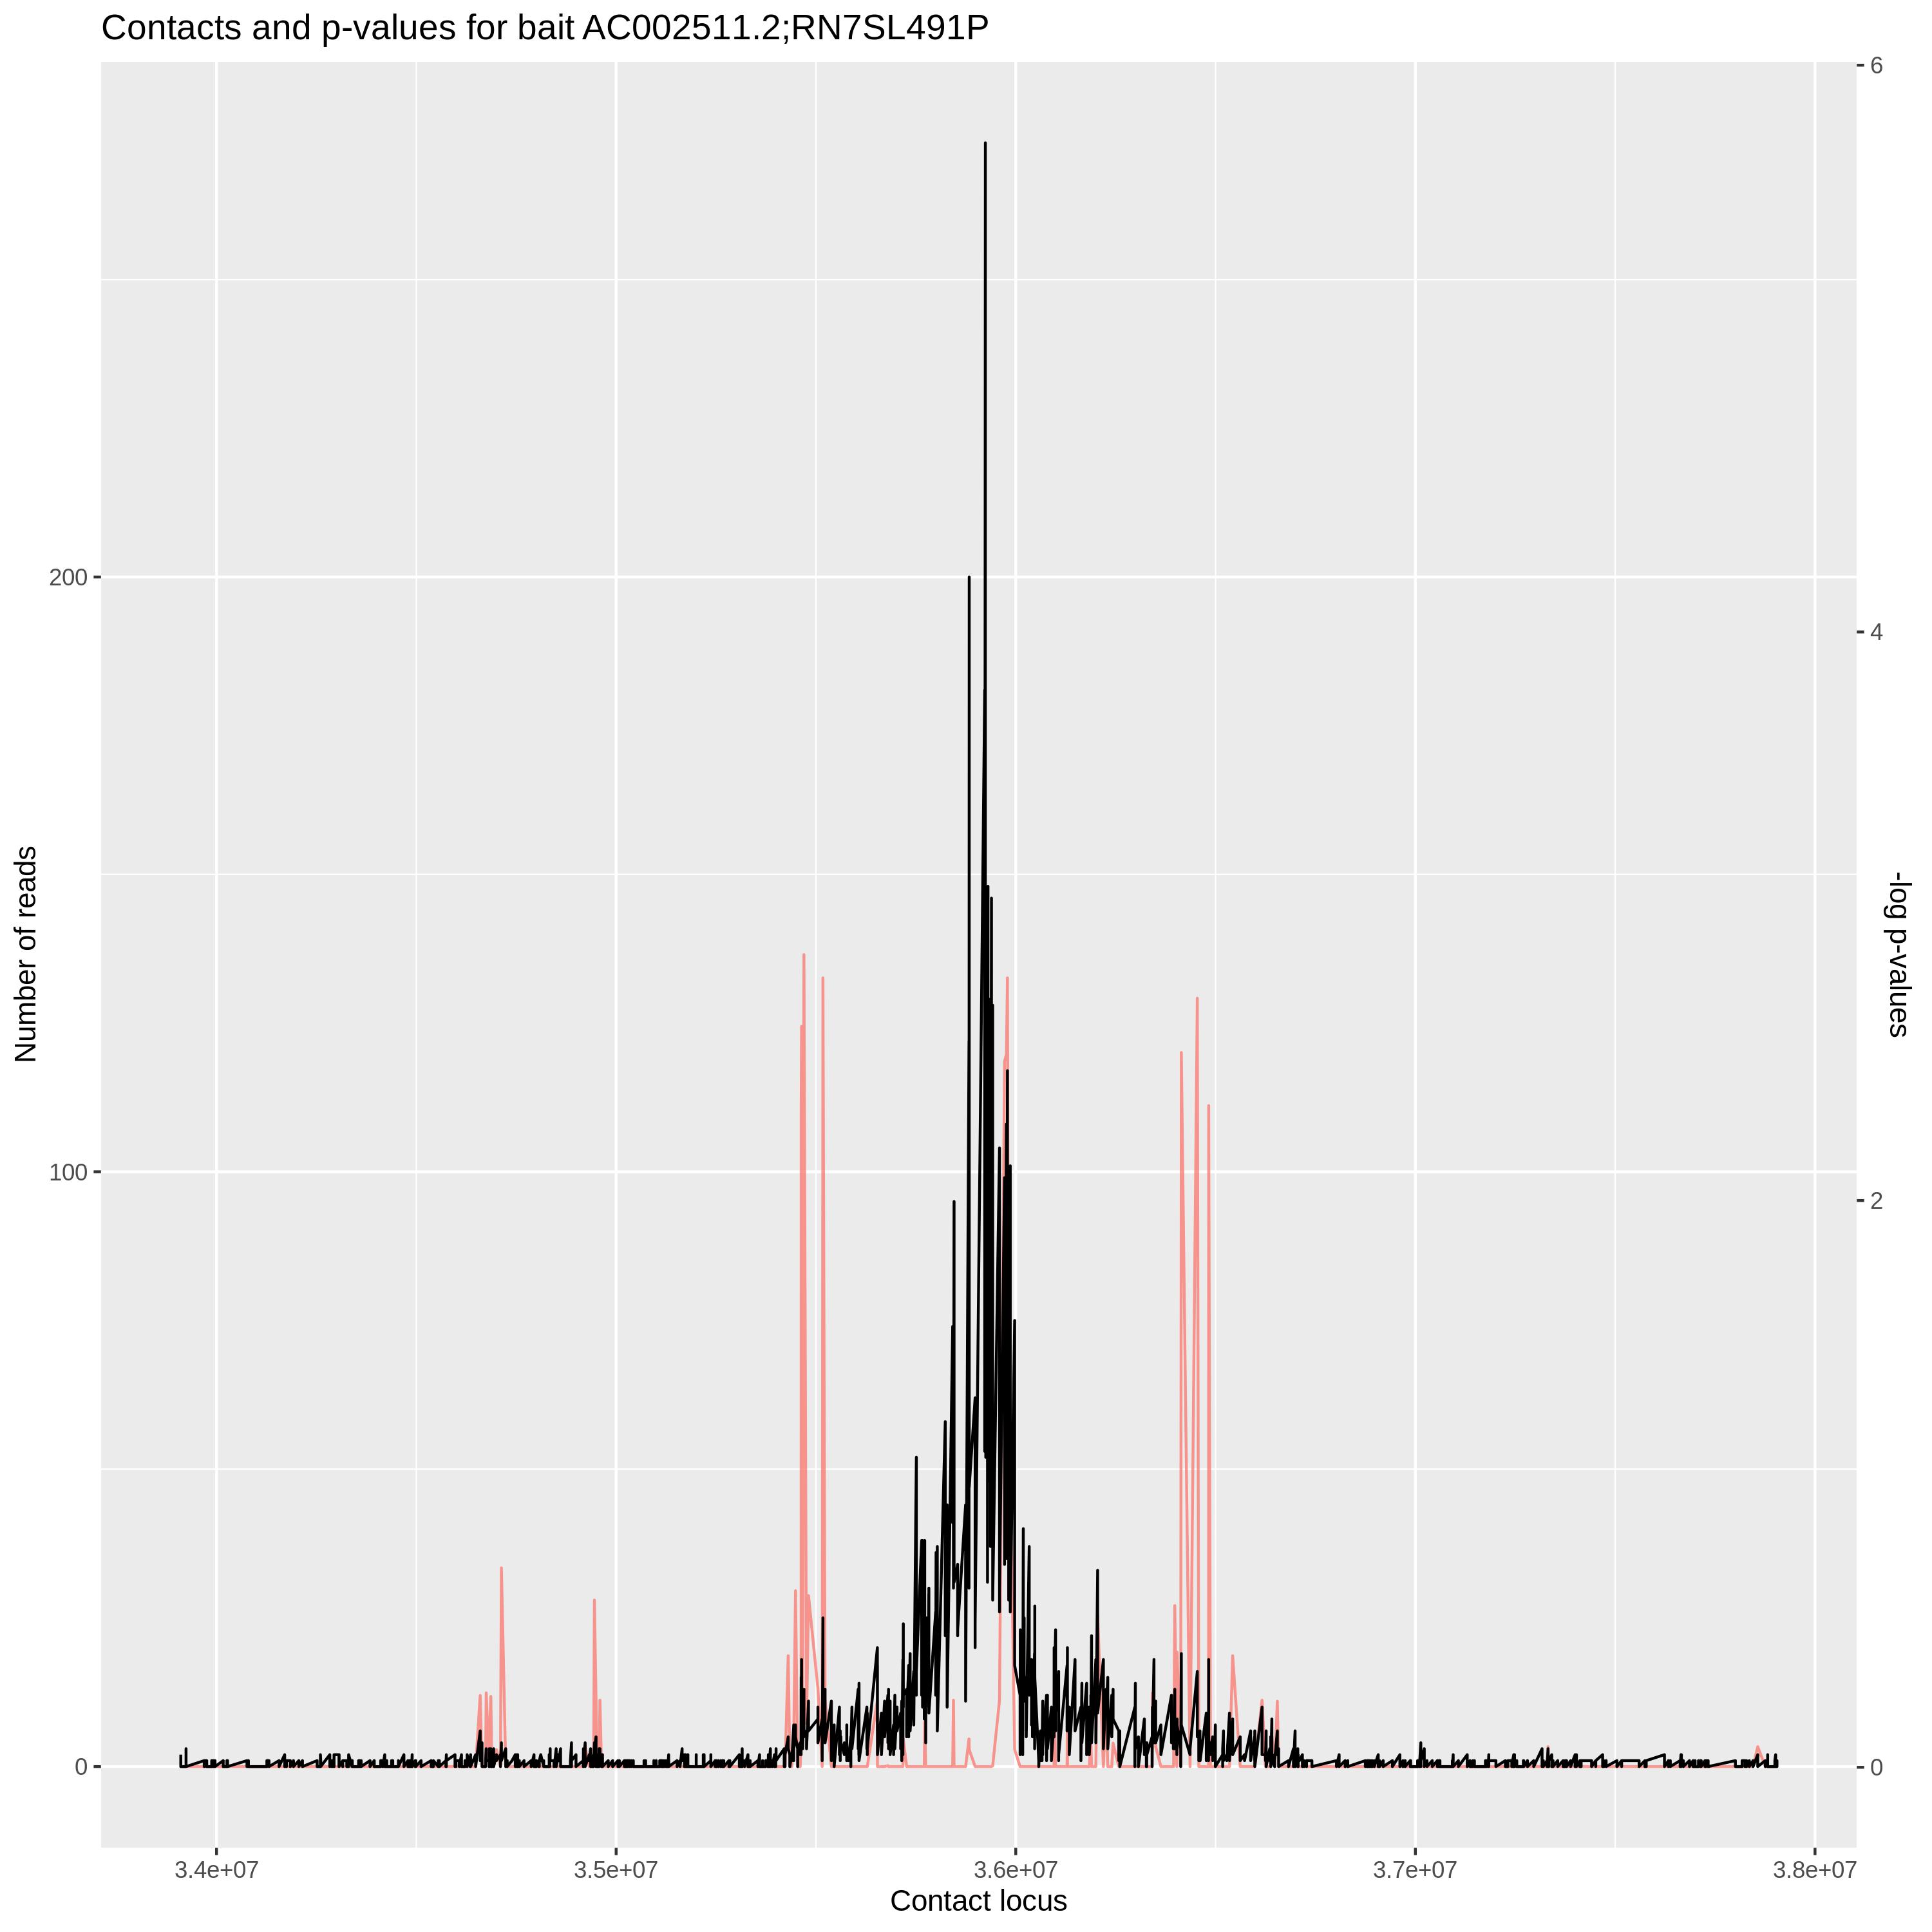 Contacts and p-values for bait AC002511.2;RN7SL491P
Number of reads
200
100
0
6
4
2
0
-log p-values
3.4e+07 3.5e+07 3.6e+07 3.7e+07 3.8e+07
Contact locus